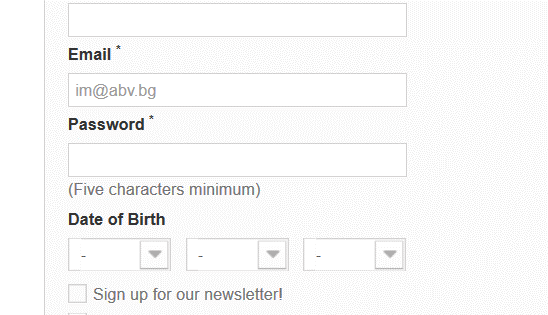 Email *
im@abv.bg
Password *
(Five characters minimum)
Date of Birth
- - -
Sign up for our newsletter!